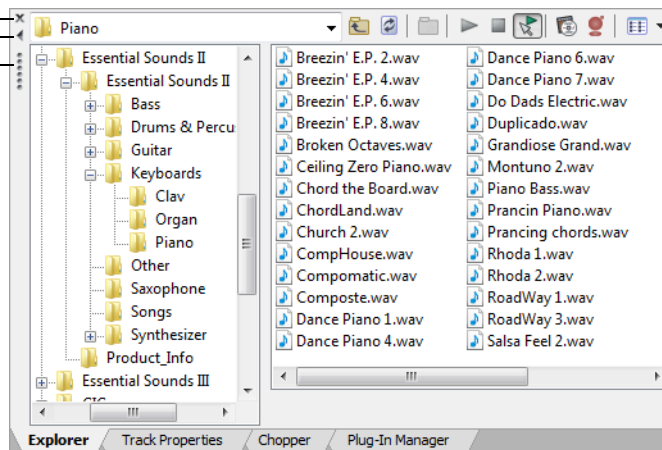 Piano
Essential Sounds II
Essential Sounds II
Bass
Drums & Percu
Guitar
Keyboards
Clav
Organ
Piano
Other
Saxophone
Songs
Synthesizer
Product_Info
Essential Sounds III
Breezin' E.P. 2.wav
Breezin' E.P. 4.wav
Breezin' E.P. 6.wav
Breezin' E.P. 8.wav
Broken Octaves.wav
Ceiling Zero Piano.wav
Chord the Board.wav
ChordLand.wav
Church 2.wav
CompHouse.wav
Compomatic.wav
Composte.wav
Dance Piano 1.wav
Dance Piano 4.wav
Dance Piano 6.wav
Dance Piano 7.wav
Do Dads Electric.wav
Duplicado.wav
Grandiose Grand.wav
Montuno 2.wav
Piano Bass.wav
Prancin Piano.wav
Prancing chords.wav
Rhoda 1.wav
Rhoda 2.wav
RoadWay 1.wav
RoadWay 3.wav
Salsa Feel 2.wav
Explorer
Track Properties
Chopper
Plug-In Manager